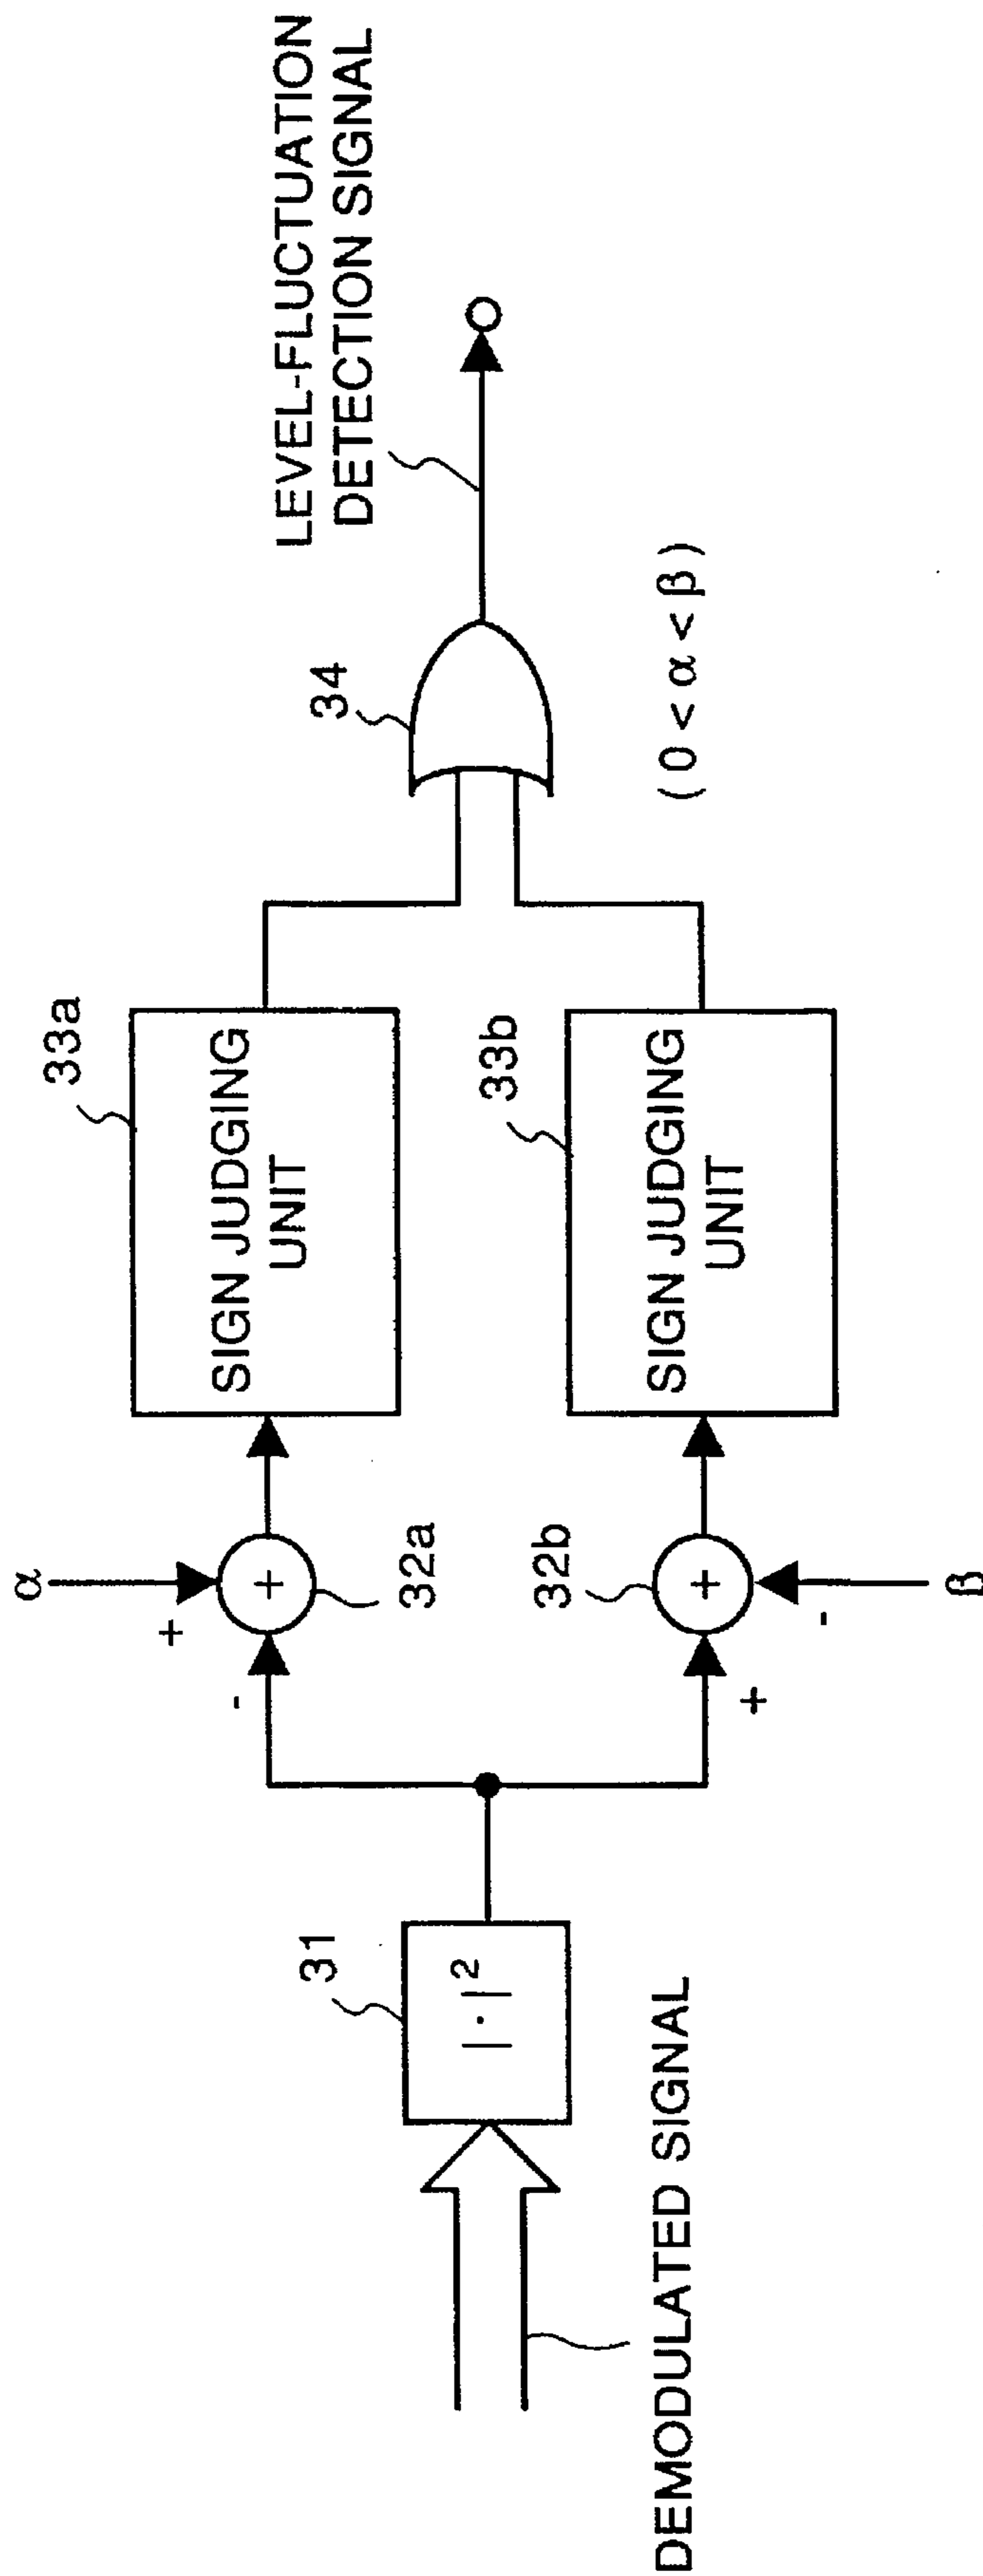 DEMODULATED SIGNAL
31
|·|²
-
+
α
+
32a
32b
-
β
33a
SIGN JUDGING
UNIT
33b
SIGN JUDGING
UNIT
34
( 0 < α < β )
LEVEL-FLUCTUATION
DETECTION SIGNAL
+
+